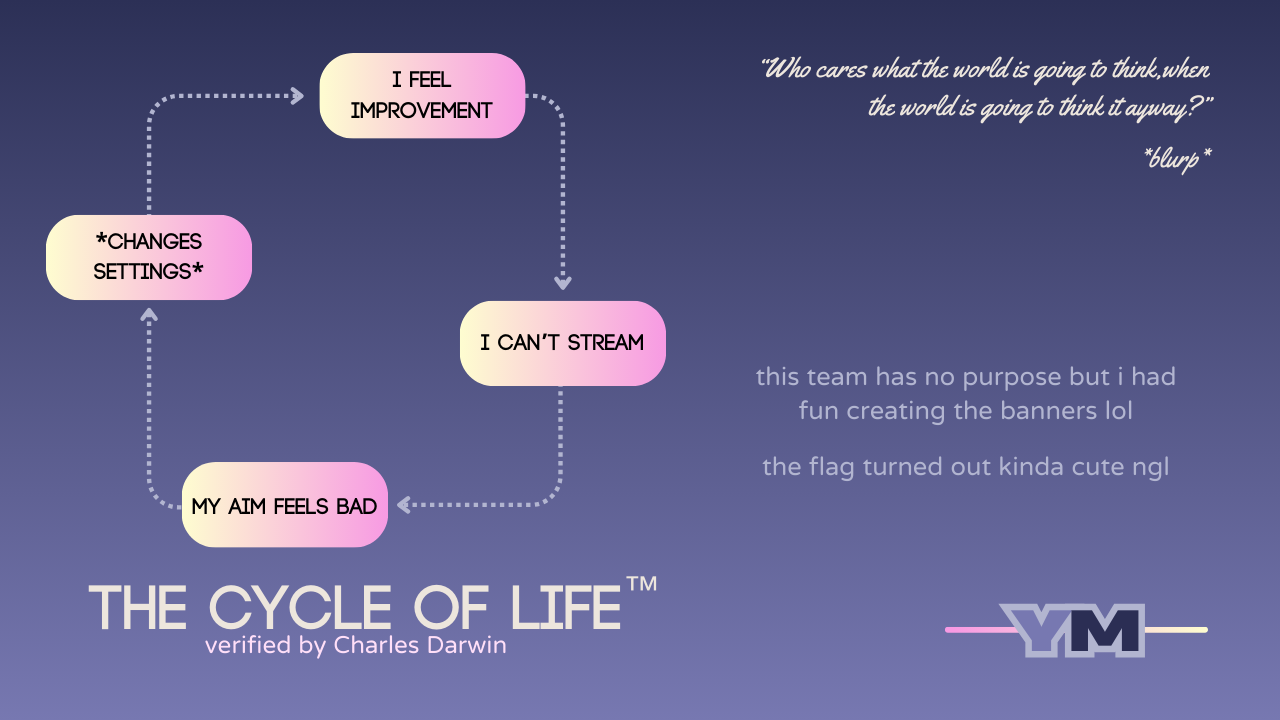 I FEEL
IMPROVEMENT
*CHANGES
SETTINGS*
I CAN'T STREAM
MY AIM FEELS BAD
THE CYCLE OF LIFE™
verified by Charles Darwin
“Who cares what the world is going to think,when
the world is going to think it ayway?”
*blurp*
this team has no purpose but i had
fun creating the banners lol
the flag turned out kinda cute ngl
YM